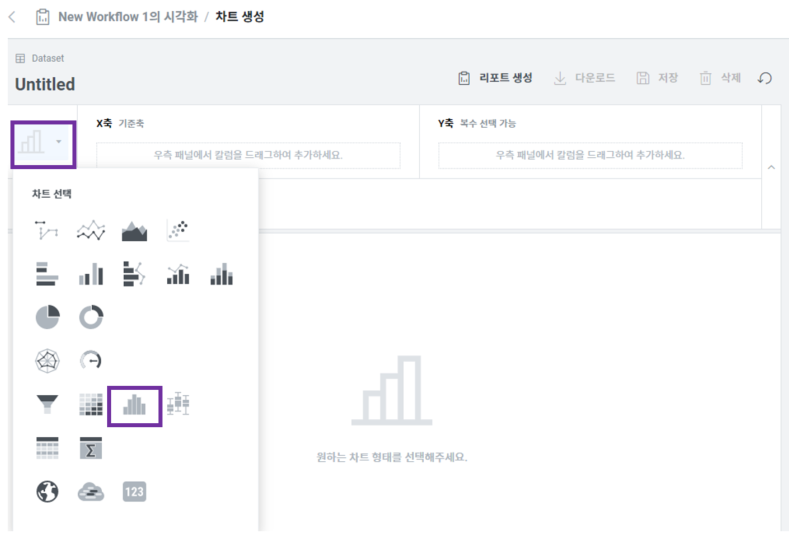 New Workflow 1의 시각화 / 차트 생성
Dataset
Untitled
리포트 생성 다운로드 저장 삭제
X축 기준축 Y축 복수 선택 가능
우측 패널에서 칼럼을 드래그하여 추가하세요. 우측 패널에서 칼럼을 드래그하여 추가하세요.
차트 선택
Σ
123
원하는 차트 형태를 선택해주세요.